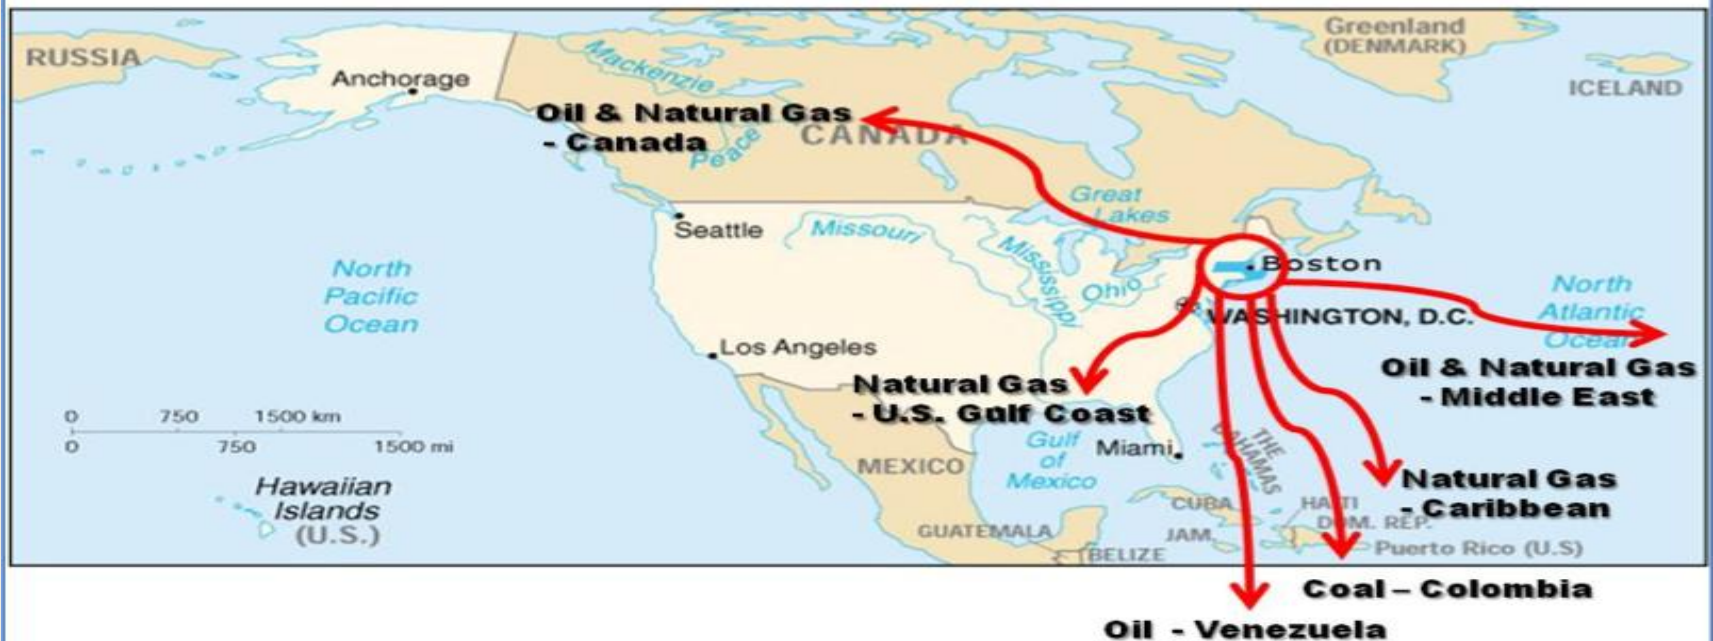 Greenland
(DENMARK)
RUSSIA
ICELAND
Anchorage
Mackenzie
Oil & Natural Gas
- Canada
CANADA
Peace
Great
Lakes
Seattle
Missouri
Mississippi
Ohio
Boston
North
Pacific
Ocean
North
Atlantic
Ocean
WASHINGTON, D.C.
Los Angeles
Oil & Natural Gas
- Middle East
Natural Gas
- U.S. Gulf Coast
0 750 1500 km
0 750 1500 mi
Gulf
of
Mexico
Miami
THE
BAHAMAS
MEXICO
Natural Gas
- Caribbean
Hawaiian
Islands
(U.S.)
CUBA
HAITI
DOM. REP.
GUATEMALA
JAM.
BELIZE
Puerto Rico (U.S)
Coal – Colombia
Oil - Venezuela